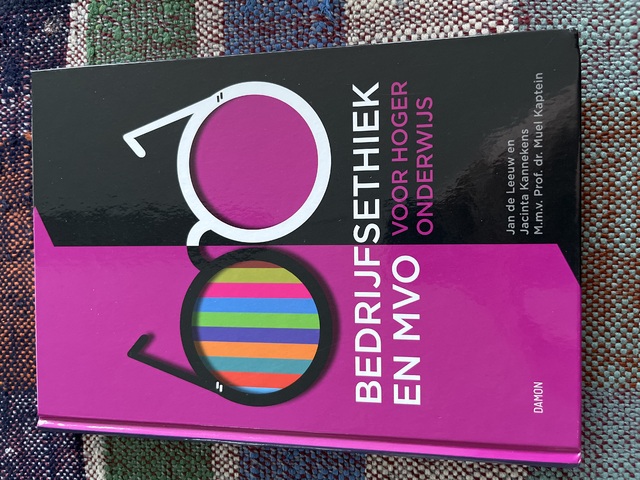 BEDRIJFSETHIEK
EN MVO VOOR HOGER
ONDERWIJS
Jan de Leeuw en
Jacinta Kannekens
M.m.v. Prof. dr. Muel Kaptein
DAMON